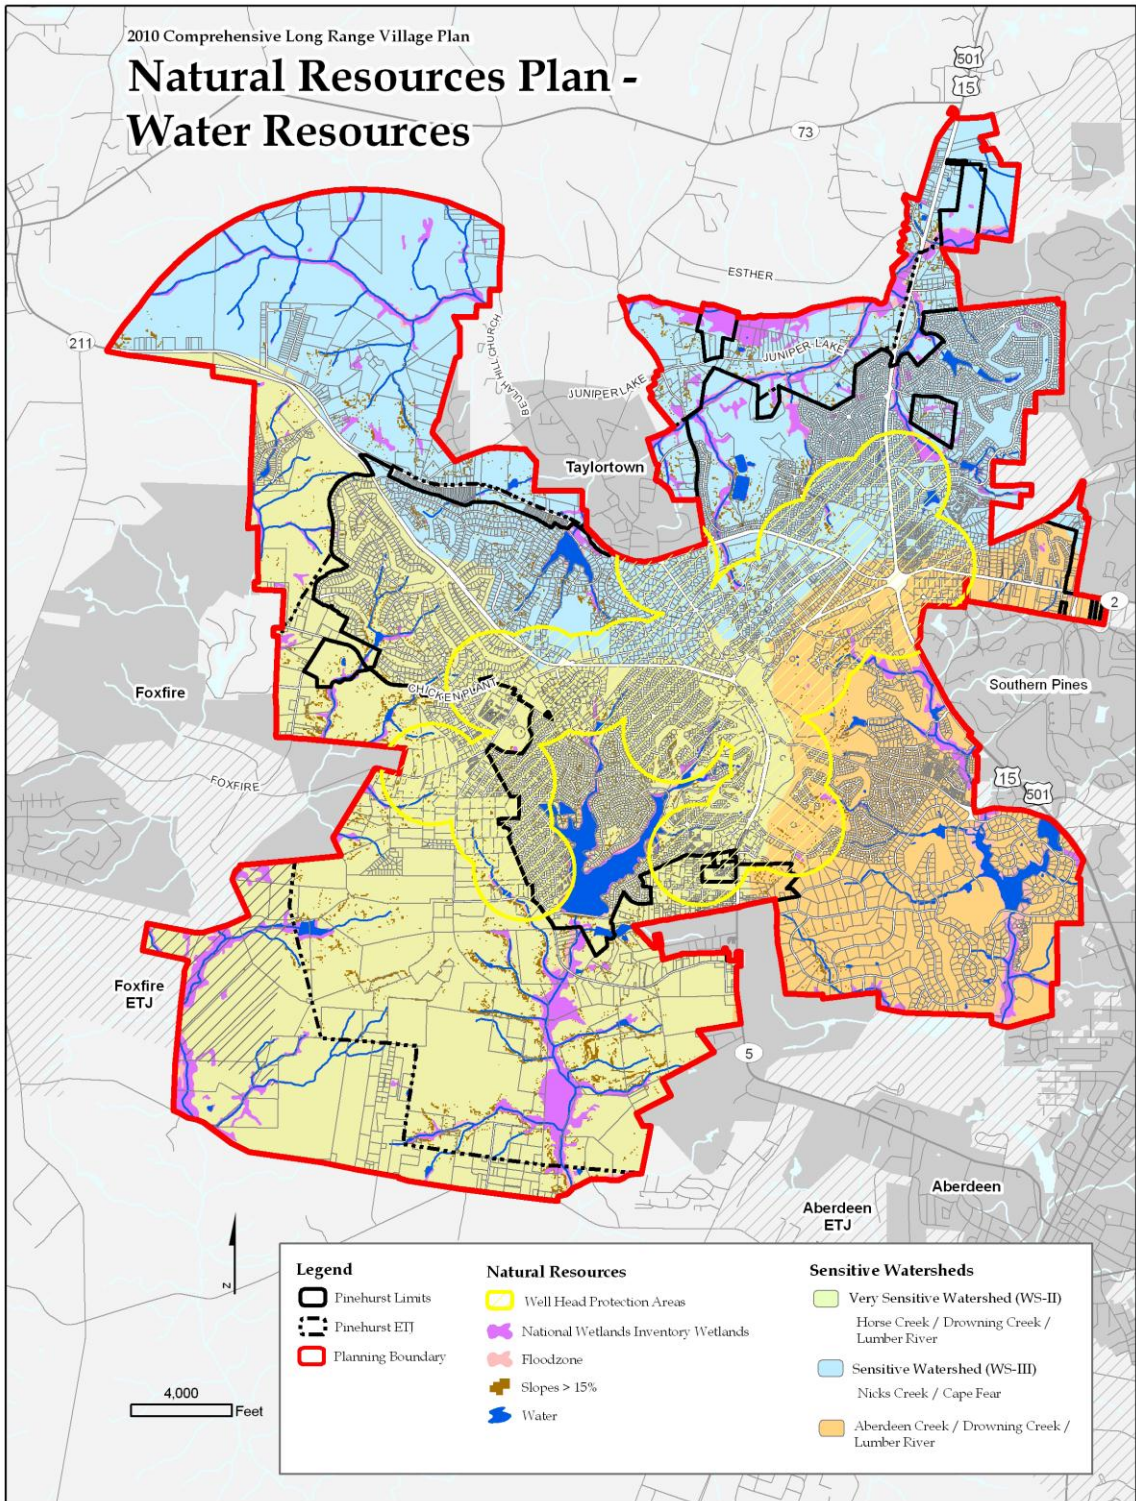 2010 Comprehensive Long Range Village Plan
Natural Resources Plan -
Water Resources
501
15
73
ESTHER
211
BEULAH HILL CHURCH
JUNIPER LAKE
JUNIPER LAKE
Taylortown
2
Foxfire
CHICKEN PLANT
Southern Pines
FOXFIRE
15
501
Foxfire
ETJ
5
Aberdeen
Aberdeen
ETJ
N
4,000
Feet
Legend
Pinehurst Limits
Pinehurst ETJ
Planning Boundary
Natural Resources
Well Head Protection Areas
National Wetlands Inventory Wetlands
Floodzone
Slopes > 15%
Water
Sensitive Watersheds
Very Sensitive Watershed (WS-II)
Horse Creek / Drowning Creek /
Lumber River
Sensitive Watershed (WS-III)
Nicks Creek / Cape Fear
Aberdeen Creek / Drowning Creek /
Lumber River